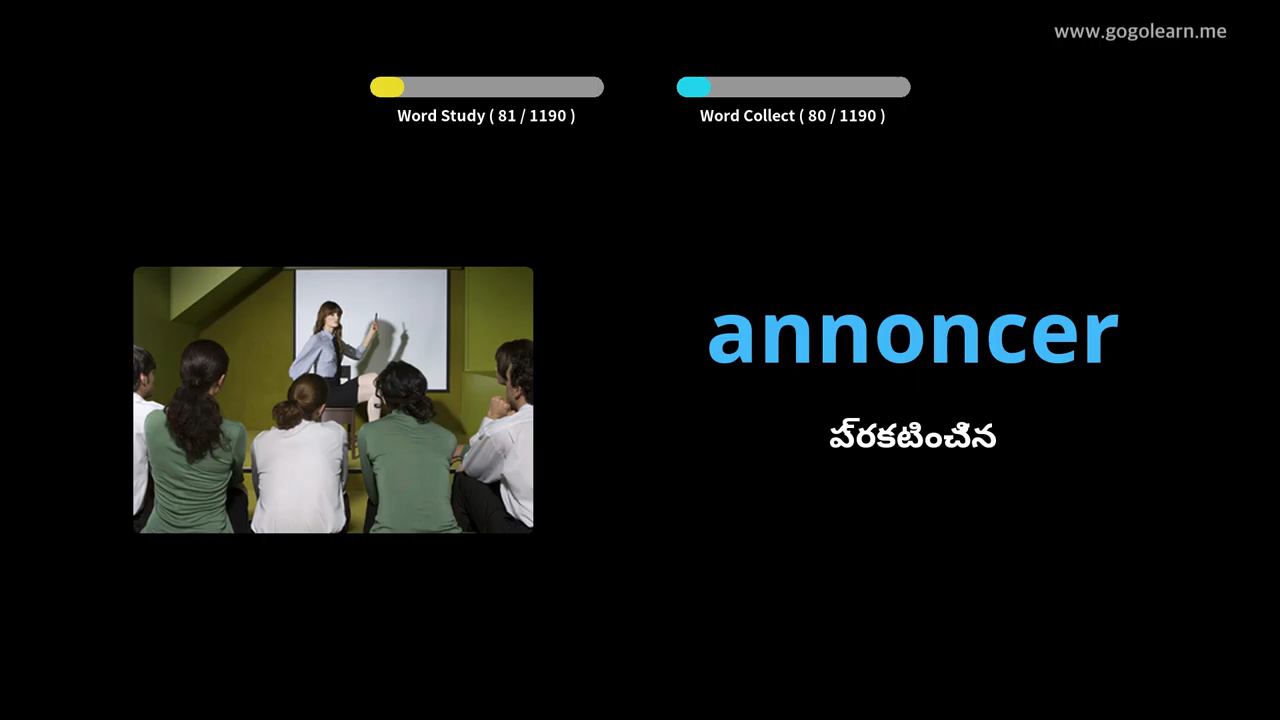 www.gogolearn.me
Word Study ( 81 / 1190 )
Word Collect ( 80 / 1190 )
annoncer
ప్రకటించిన